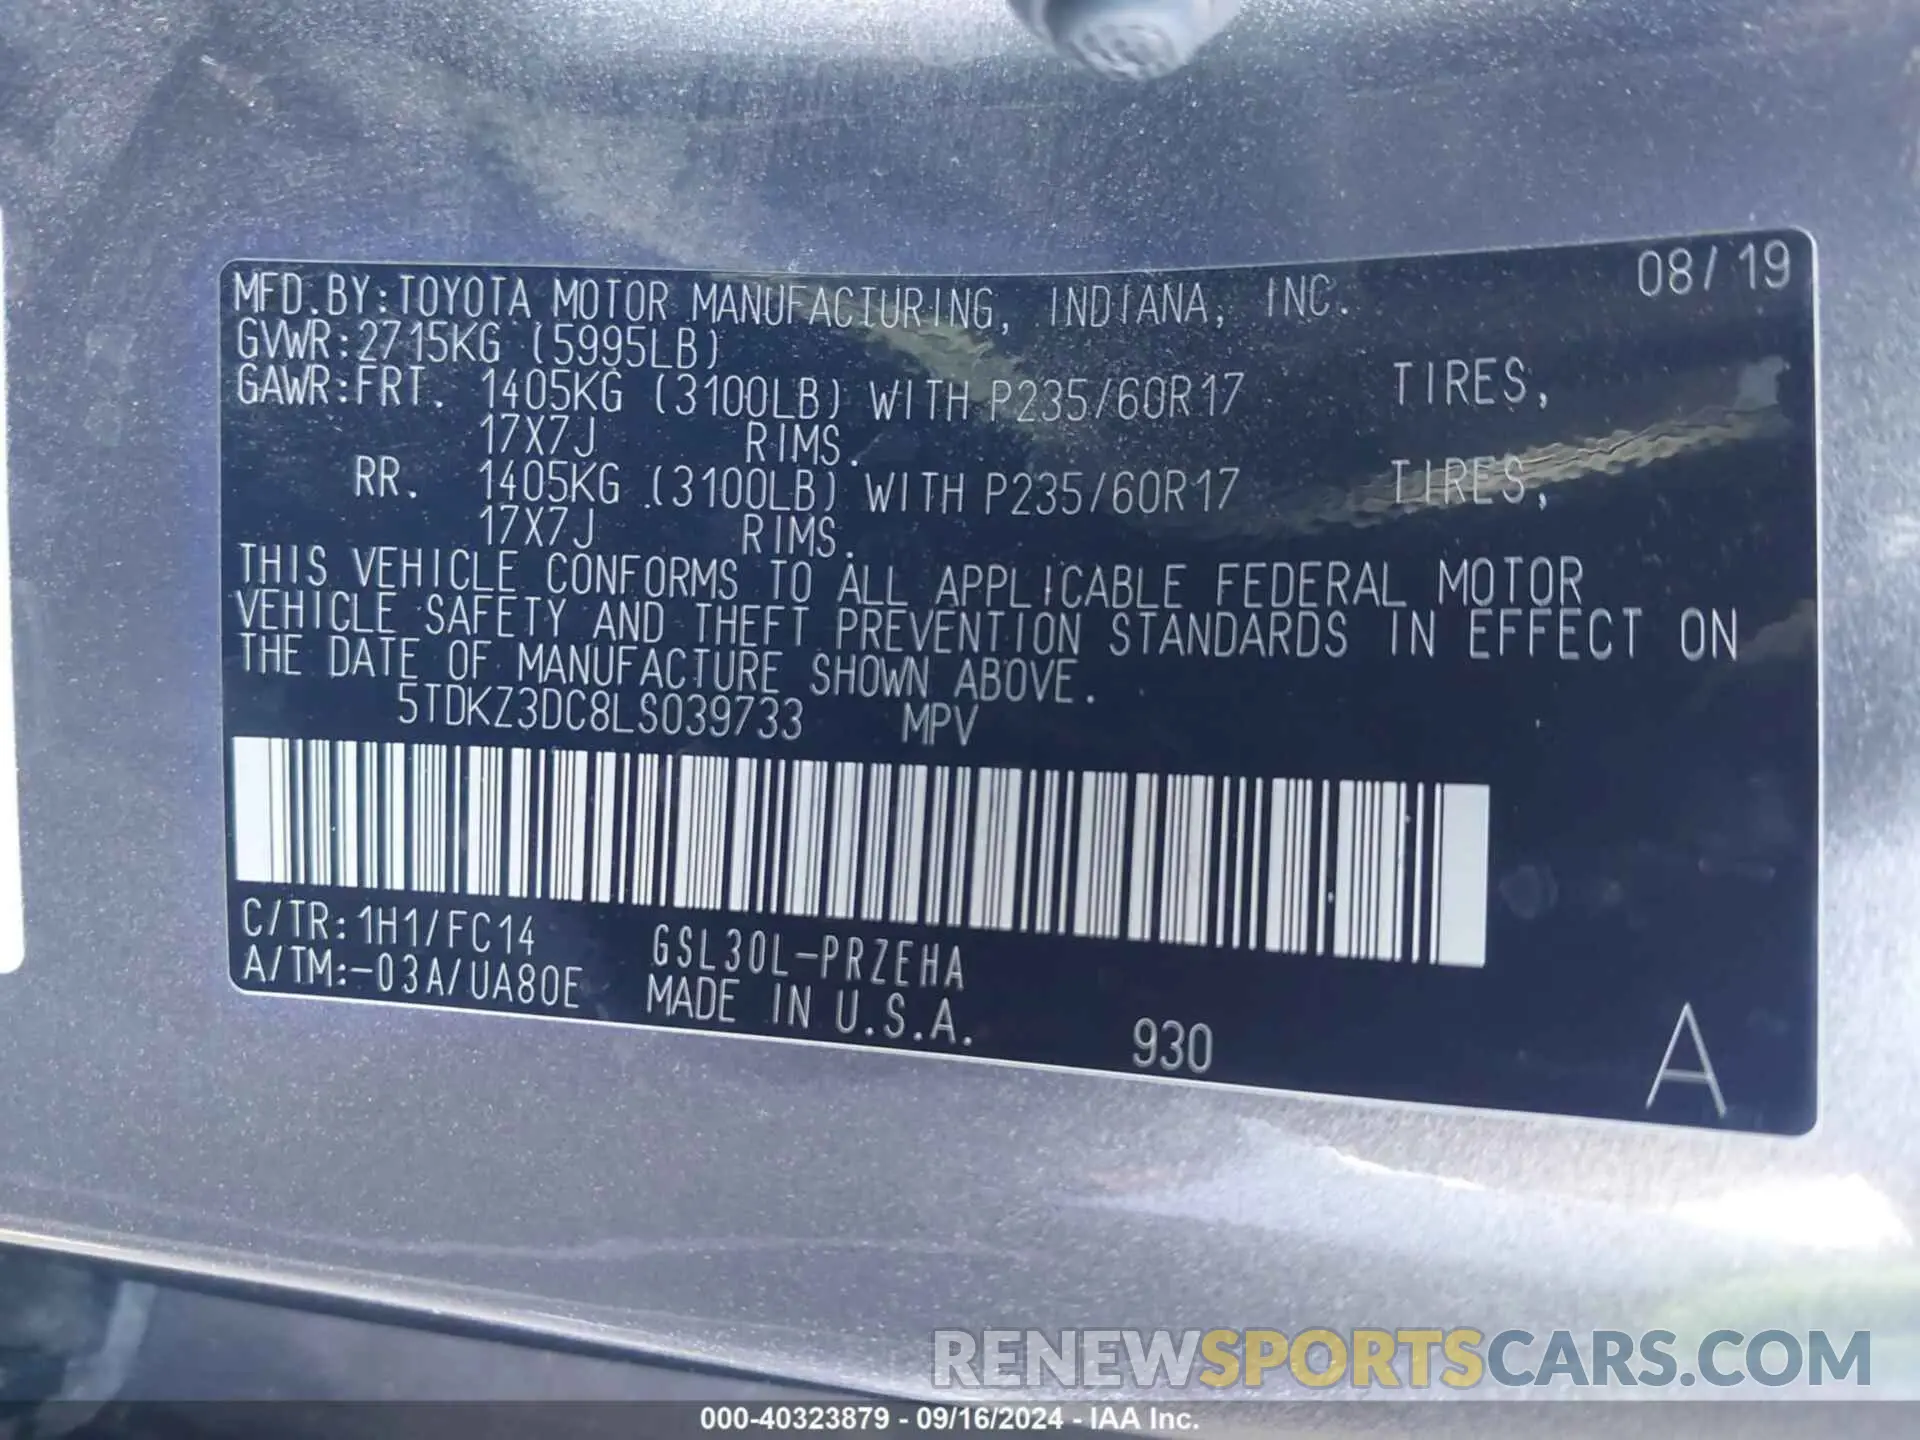 MFD.BY:TOYOTA MOTOR MANUFACTURING, INDIANA, INC. 08/19
GVWR:2715KG (5995LB)
GAWR:FRT. 1405KG (3100LB) WITH P235/60R17 TIRES,
17X7J RIMS.
RR. 1405KG (3100LB) WITH P235/60R17 TIRES,
17X7J RIMS.
THIS VEHICLE CONFORMS TO ALL APPLICABLE FEDERAL MOTOR
VEHICLE SAFETY AND THEFT PREVENTION STANDARDS IN EFFECT ON
THE DATE OF MANUFACTURE SHOWN ABOVE.
5TDKZ3DC8LS039733 MPV
C/TR:1H1/FC14 GSL30L-PRZEHA
A/TM:-03A/UA80E MADE IN U.S.A. 930 A
RENEWSPORTSCARS.COM
000-40323879 - 09/16/2024 - IAA Inc.